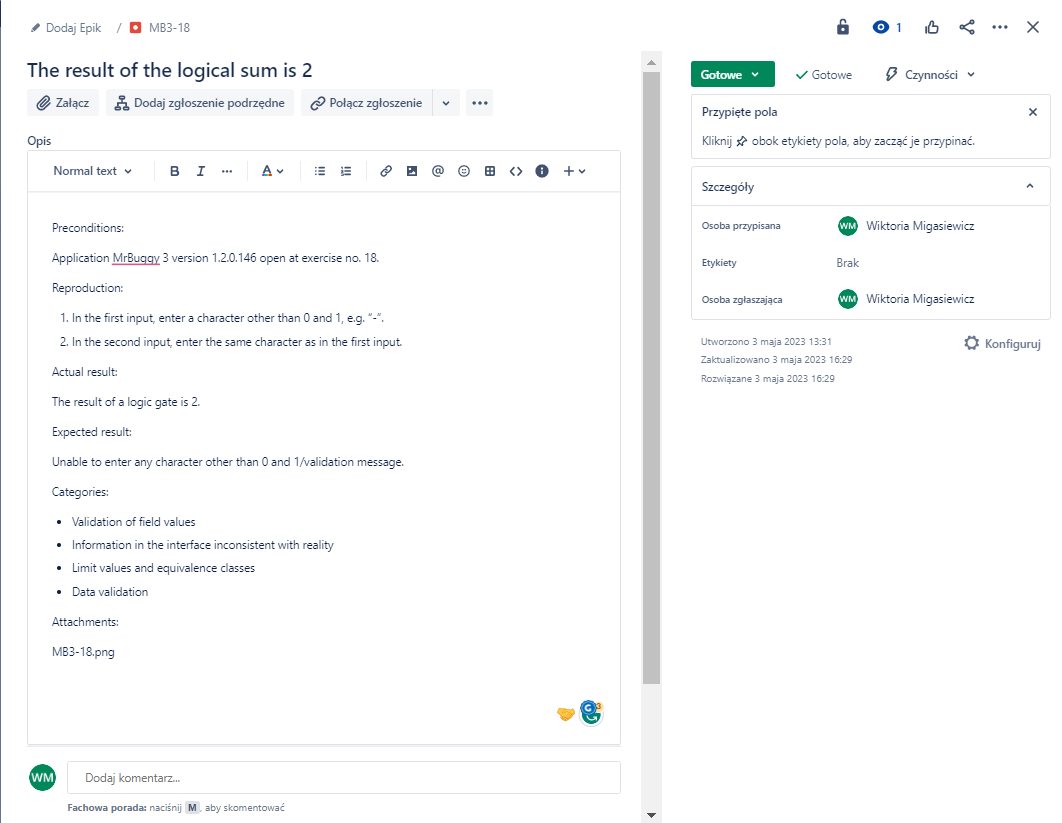 Dodaj Epik / MB3-18
1
The result of the logical sum is 2
Załącz Dodaj zgłoszenie podrzędne Połącz zgłoszenie
Opis
Normal text B I A @
Preconditions:
Application MrBuggy 3 version 1.2.0.146 open at exercise no. 18.
Reproduction:
1. In the first input, enter a character other than 0 and 1, e.g. “-”.
2. In the second input, enter the same character as in the first input.
Actual result:
The result of a logic gate is 2.
Expected result:
Unable to enter any character other than 0 and 1/validation message.
Categories:
• Validation of field values
• Information in the interface inconsistent with reality
• Limit values and equivalence classes
• Data validation
Attachments:
MB3-18.png
G 3
WM Dodaj komentarz...
Fachowa porada: naciśnij M, aby skomentować
Gotowe Gotowe Czynności
Przypięte pola
Kliknij obok etykiety pola, aby zacząć je przypinać.
Szczegóły
Osoba przypisana WM Wiktoria Migasiewicz
Etykiety Brak
Osoba zgłaszająca WM Wiktoria Migasiewicz
Utworzono 3 maja 2023 13:31
Zaktualizowano 3 maja 2023 16:29
Rozwiązane 3 maja 2023 16:29
Konfiguruj